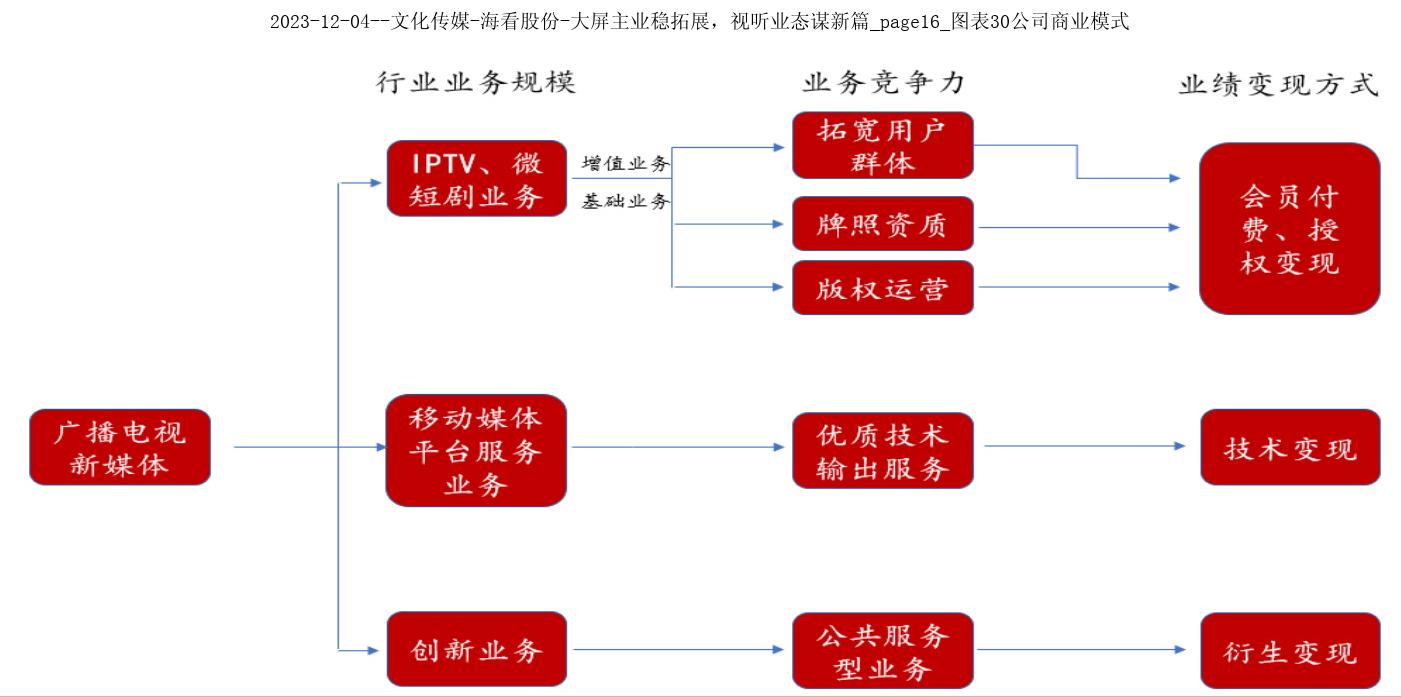 2023-12-04--文化传媒-海看股份-大屏主业稳拓展，视听业态谋新篇_page16_图表30公司商业模式
行业业务规模
业务竞争力
业绩变现方式
IPTV、微
短剧业务
增值业务
基础业务
拓宽用户
群体
牌照资质
版权运营
会员付
费、授
权变现
广播电视
新媒体
移动媒体
平台服务
业务
优质技术
输出服务
技术变现
创新业务
公共服务
型业务
衍生变现